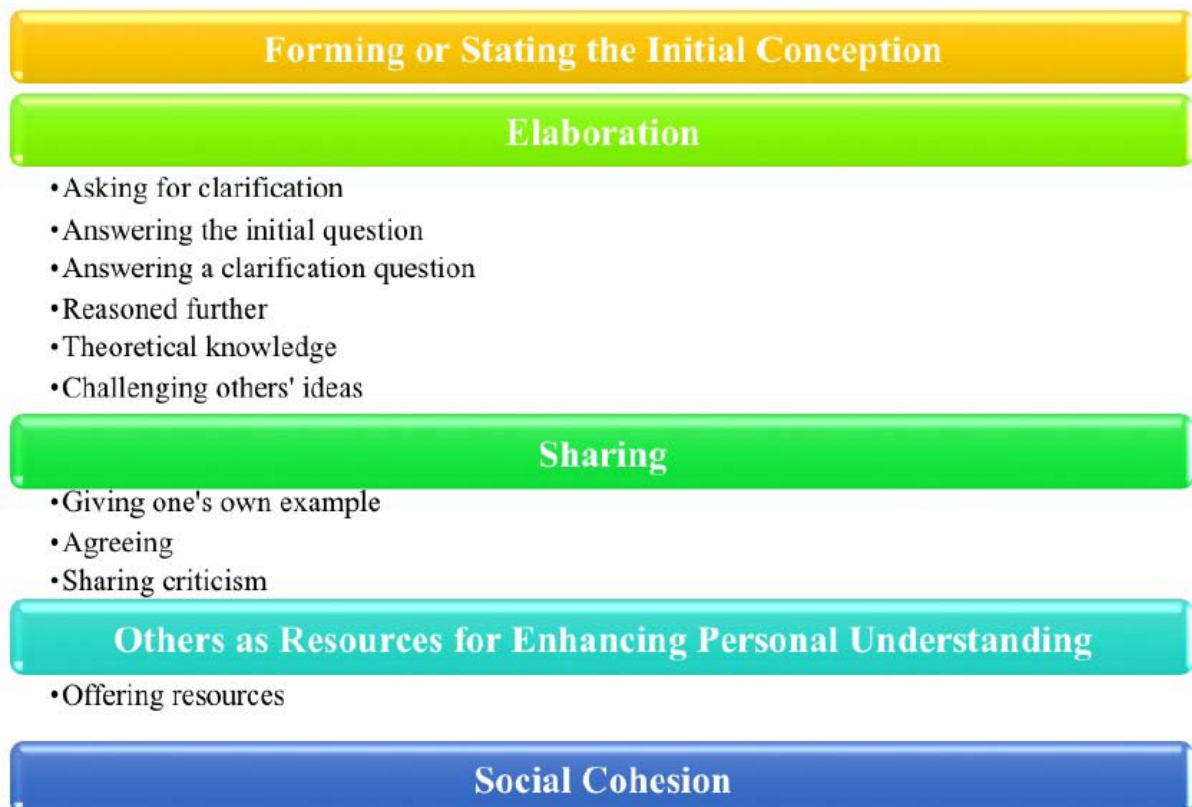 Forming or Stating the Initial Conception
Elaboration
•Asking for clarification
•Answering the initial question
•Answering a clarification question
•Reasoned further
•Theoretical knowledge
•Challenging others' ideas
Sharing
•Giving one's own example
•Agreeing
•Sharing criticism
Others as Resources for Enhancing Personal Understanding
•Offering resources
Social Cohesion